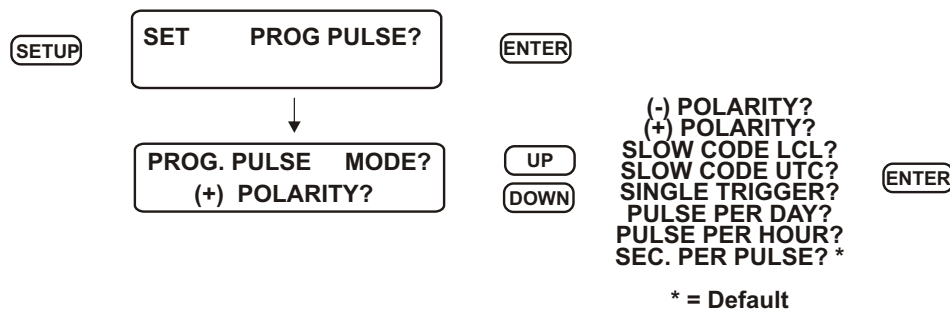 SETUP
SET PROG PULSE?
ENTER
PROG. PULSE MODE?
(+) POLARITY?
UP
DOWN
(-) POLARITY?
(+) POLARITY?
SLOW CODE LCL?
SLOW CODE UTC?
SINGLE TRIGGER?
PULSE PER DAY?
PULSE PER HOUR?
SEC. PER PULSE? *
ENTER
* = Default